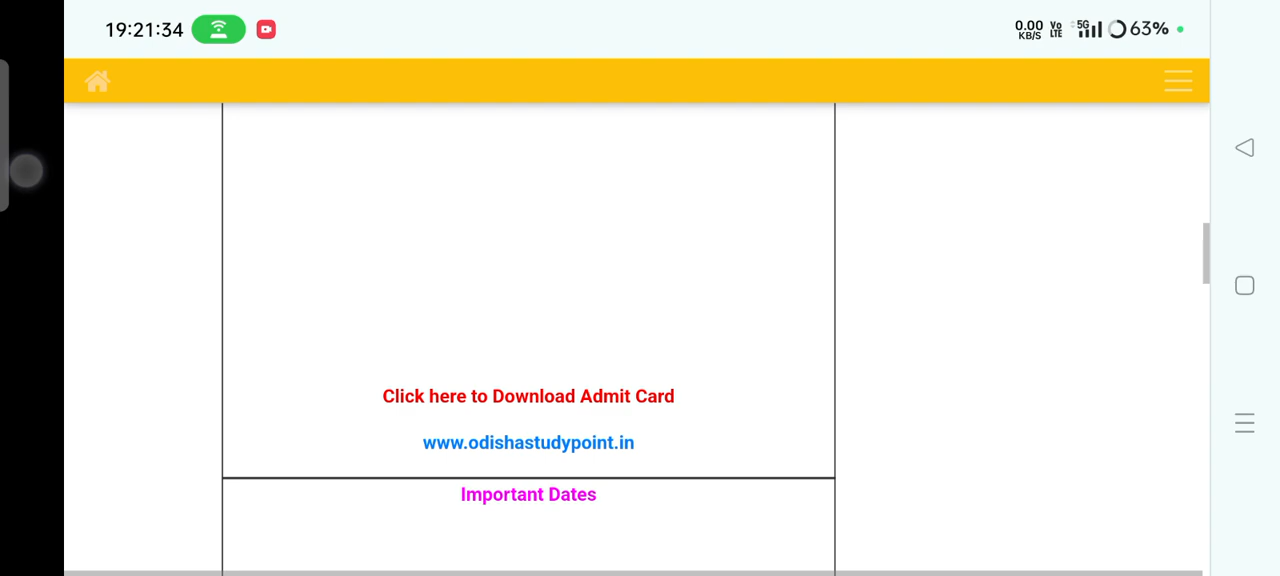 19:21:34
0.00 KB/S Vo LTE 5G 63%
Click here to Download Admit Card
www.odishastudypoint.in
Important Dates